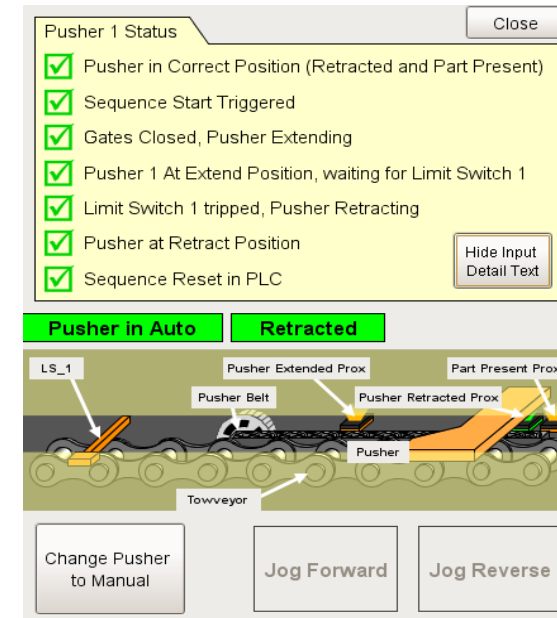 Close
Pusher 1 Status
Pusher in Correct Position (Retracted and Part Present)
Sequence Start Triggered
Gates Closed, Pusher Extending
Pusher 1 At Extend Position, waiting for Limit Switch 1
Limit Switch 1 tripped, Pusher Retracting
Pusher at Retract Position
Sequence Reset in PLC
Hide Input
Detail Text
Pusher in Auto
Retracted
LS_1
Pusher Extended Prox
Part Present Prox
Pusher Belt
Pusher Retracted Prox
Pusher
Towveyor
Change Pusher
to Manual
Jog Forward
Jog Reverse